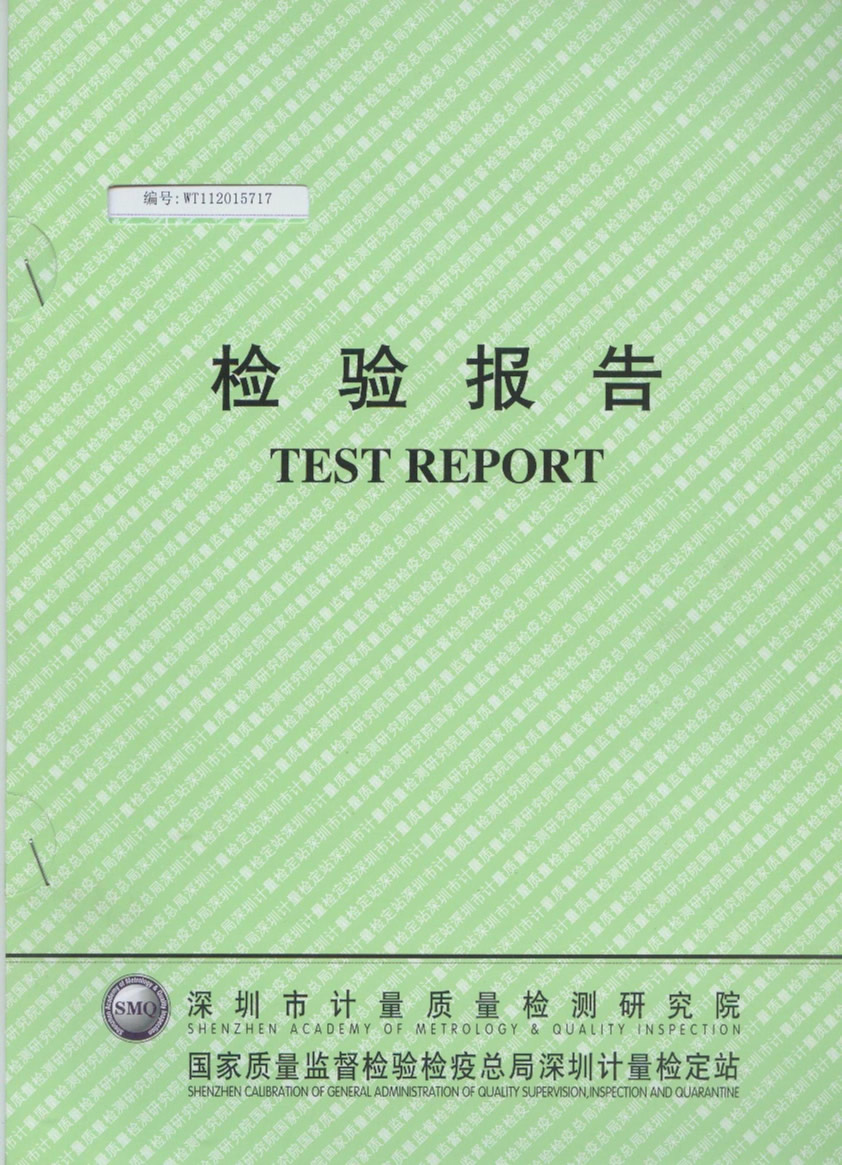 编号:WT112015717
检验报告
TEST REPORT
SMQ
深圳市计量质量检测研究院
SHENZHEN ACADEMY OF METROLOGY & QUALITY INSPECTION
国家质量监督检验检疫总局深圳计量检定站
SHENZHEN CALIBRATION OF GENERAL ADMINISTRATION OF QUALITY SUPERVISION,INSPECTION AND QUARANTINE